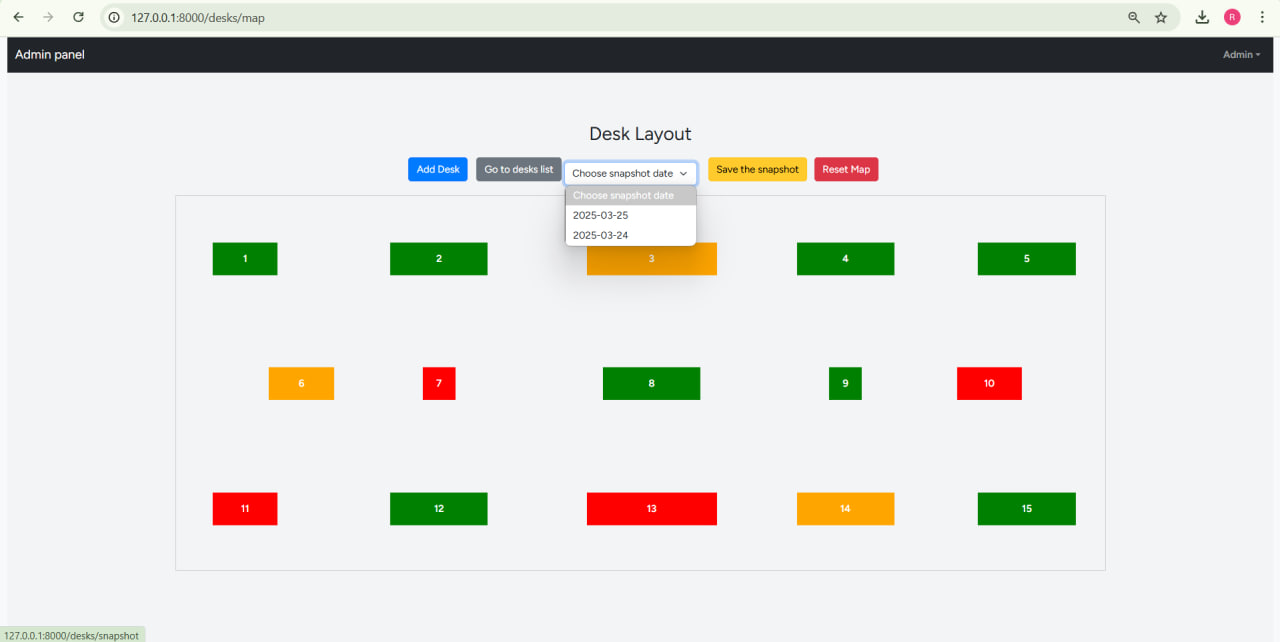 127.0.0.1:8000/desks/map
R
Admin panel
Admin
Desk Layout
Add Desk
Go to desks list
Choose snapshot date
Save the snapshot
Reset Map
Choose snapshot date
2025-03-25
2025-03-24
1
2
3
4
5
6
7
8
9
10
11
12
13
14
15
127.0.0.1:8000/desks/snapshot